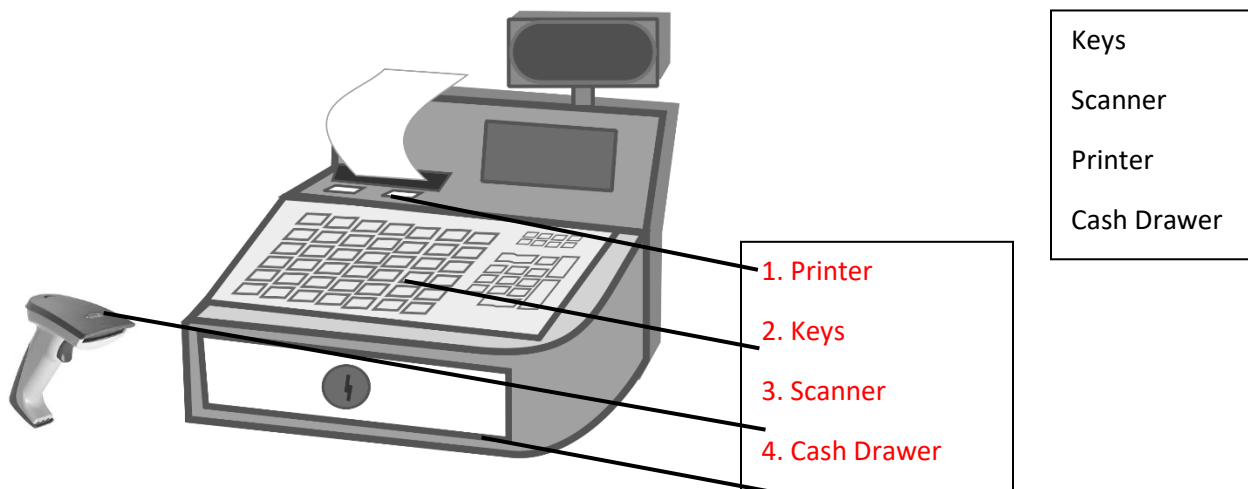 Keys
Scanner
Printer
Cash Drawer
1. Printer
2. Keys
3. Scanner
4. Cash Drawer